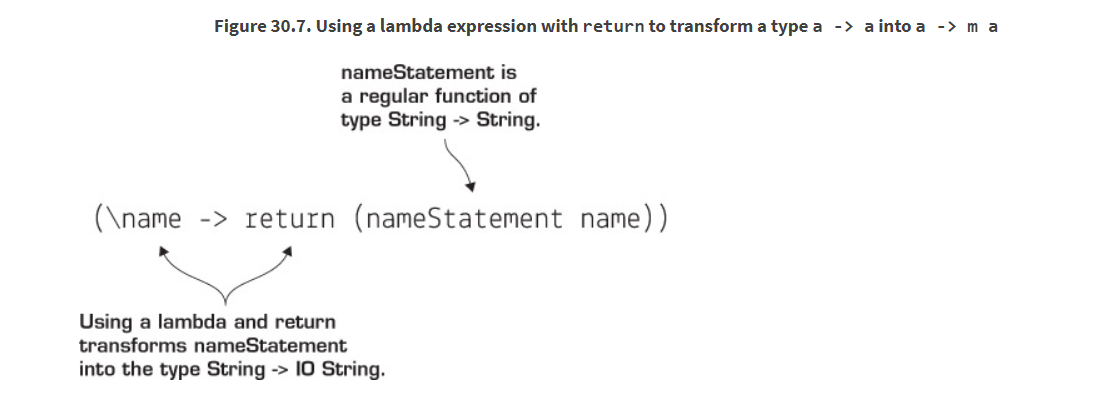 Figure 30.7. Using a lambda expression with return to transform a type a -> a into a -> m a
nameStatement is
a regular function of
type String -> String.
(\name -> return (nameStatement name))
Using a lambda and return
transforms nameStatement
into the type String -> IO String.